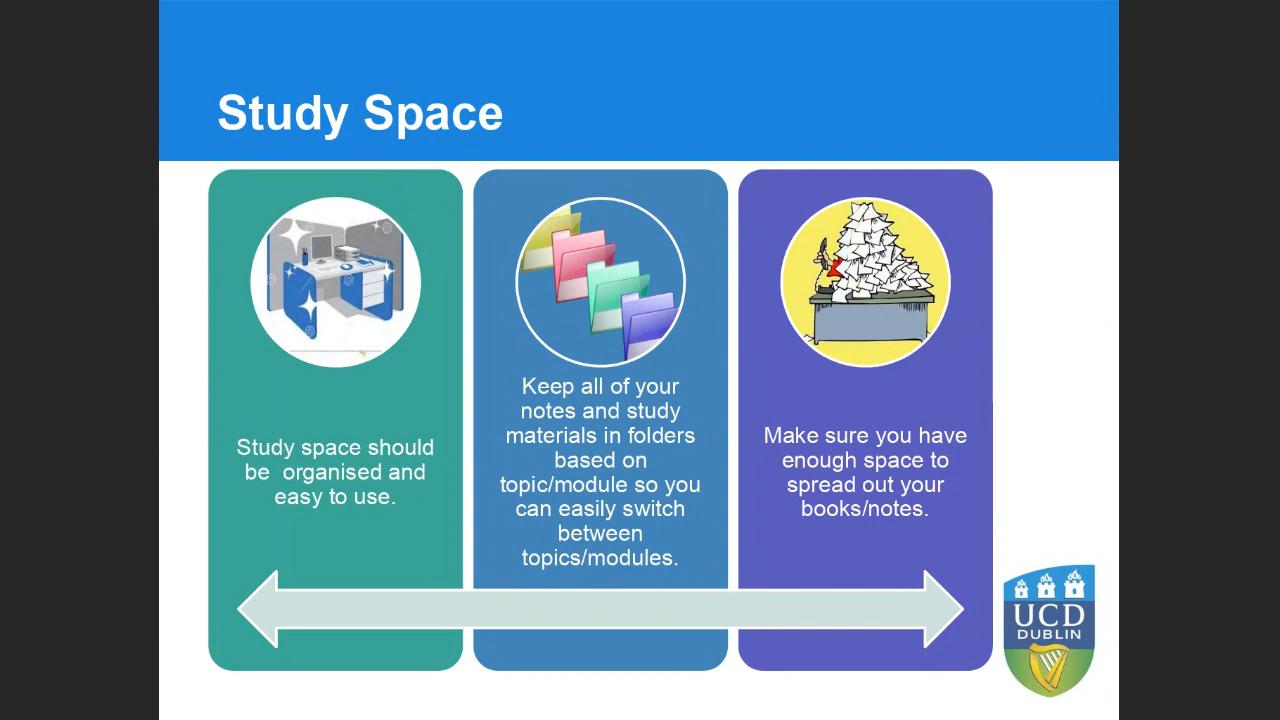 Study Space
Study space should
be  organised and
easy to use.
Keep all of your
notes and study
materials in folders
based on
topic/module so you
can easily switch
between
topics/modules.
Make sure you have
enough space to
spread out your
books/notes.
UCD
DUBLIN